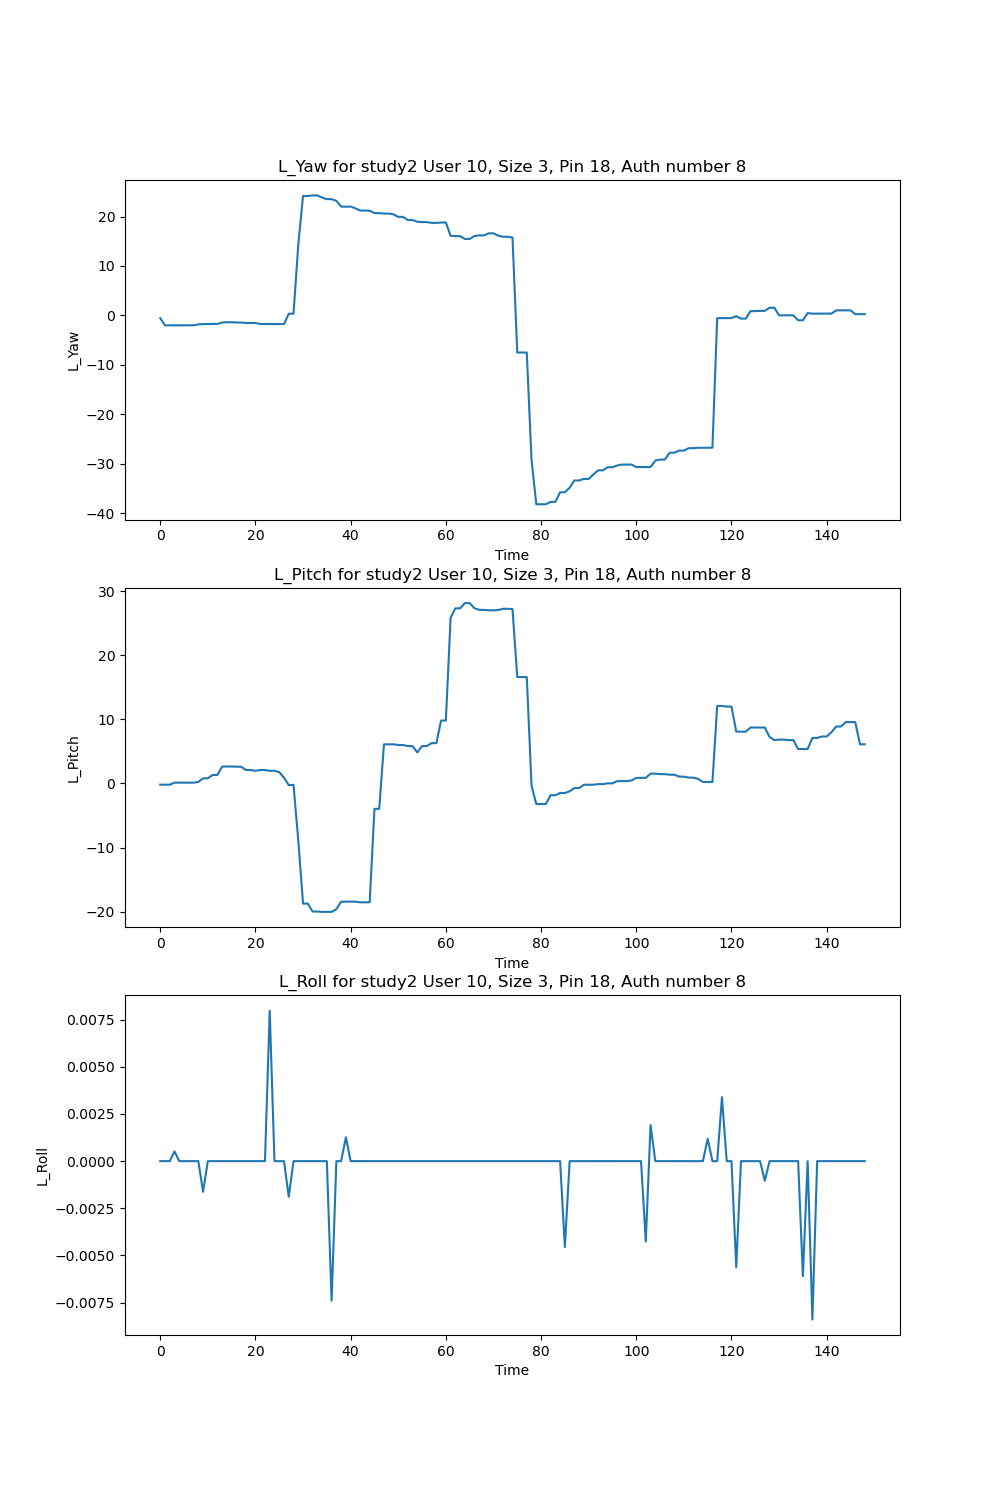 L_Yaw for study2 User 10, Size 3, Pin 18, Auth number 8
20
10
0
−10
−20
−30
−40
L_Yaw
0 20 40 60 80 100 120 140
Time
L_Pitch for study2 User 10, Size 3, Pin 18, Auth number 8
30
20
10
0
−10
−20
L_Pitch
0 20 40 60 80 100 120 140
Time
L_Roll for study2 User 10, Size 3, Pin 18, Auth number 8
0.0075
0.0050
0.0025
0.0000
−0.0025
−0.0050
−0.0075
L_Roll
0 20 40 60 80 100 120 140
Time